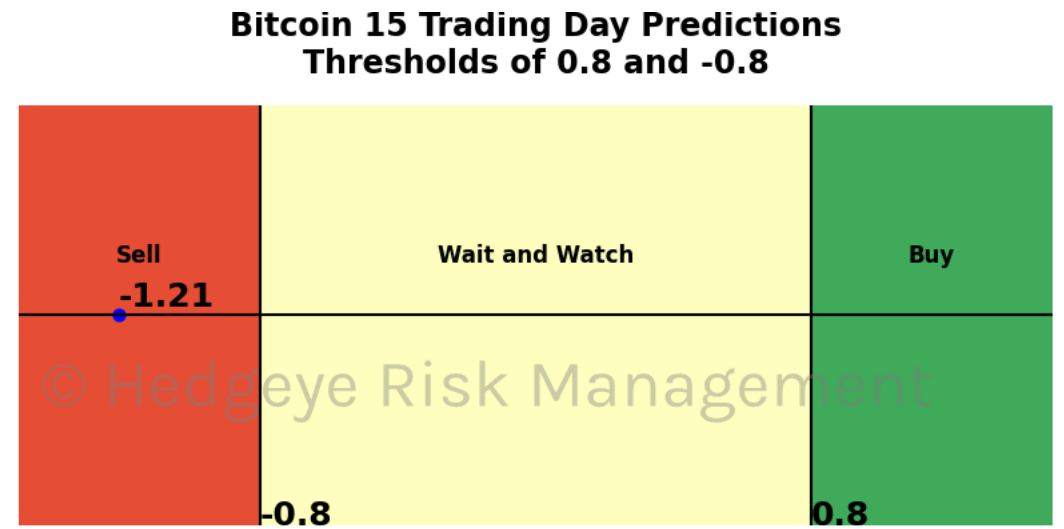 Bitcoin 15 Trading Day Predictions
Thresholds of 0.8 and -0.8
Sell
Wait and Watch
Buy
-1.21
© Hedgeye Risk Management
-0.8
0.8